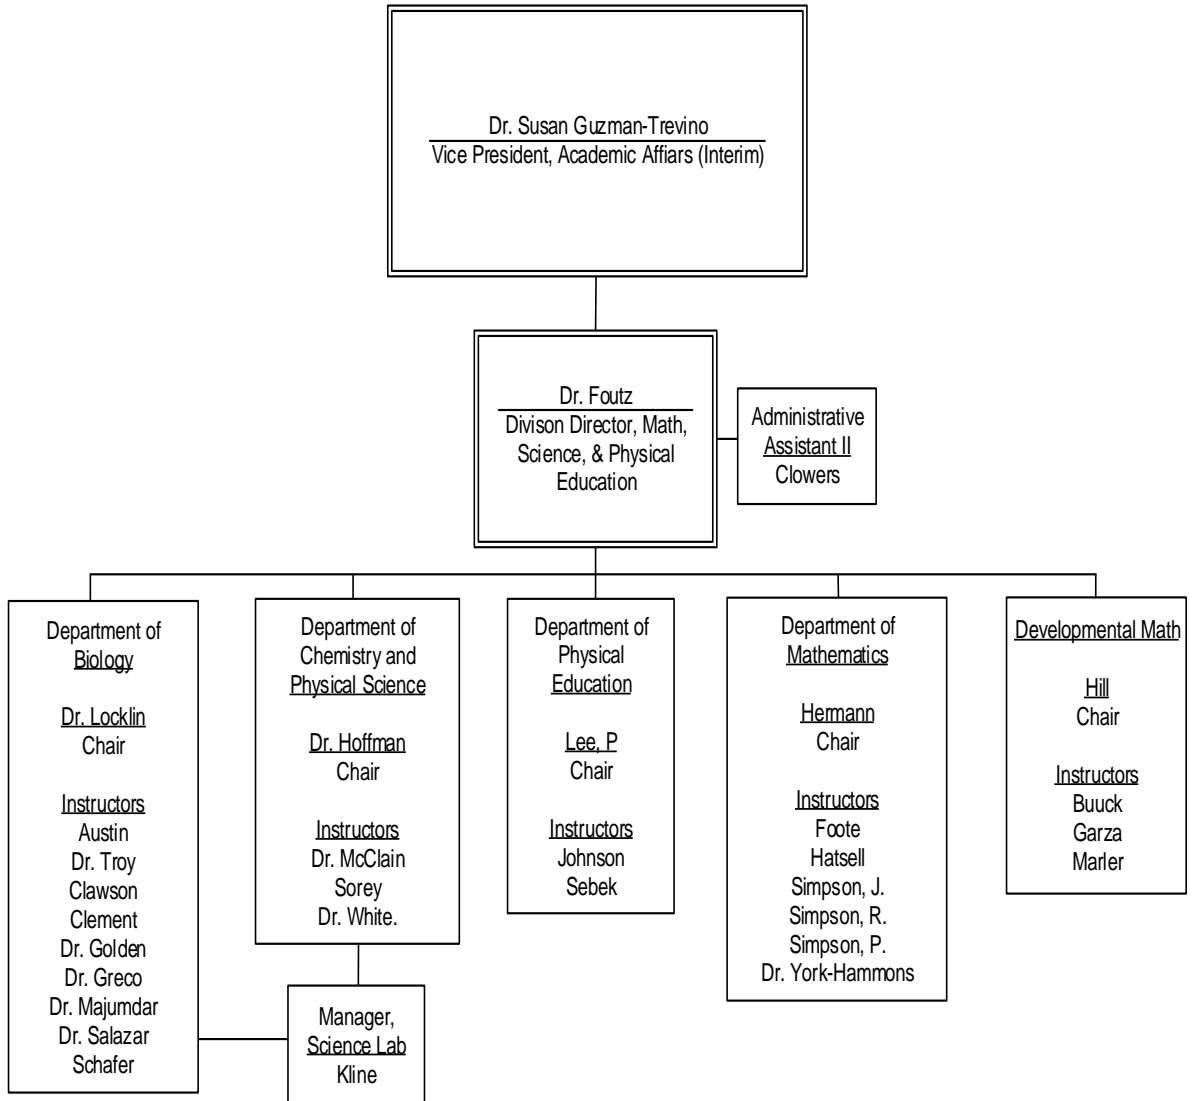 Dr. Susan Guzman-Trevino
Vice President, Academic Affiars (Interim)
Dr. Foutz
Divison Director, Math,
Science, & Physical
Education
Administrative
Assistant II
Clowers
Department of
Biology
Dr. Locklin
Chair
Instructors
Austin
Dr. Troy
Clawson
Clement
Dr. Golden
Dr. Greco
Dr. Majumdar
Dr. Salazar
Schafer
Department of
Chemistry and
Physical Science
Dr. Hoffman
Chair
Instructors
Dr. McClain
Sorey
Dr. White.
Manager,
Science Lab
Kline
Department of
Physical
Education
Lee, P
Chair
Instructors
Johnson
Sebek
Department of
Mathematics
Hermann
Chair
Instructors
Foote
Hatsell
Simpson, J.
Simpson, R.
Simpson, P.
Dr. York-Hammons
Developmental Math
Hill
Chair
Instructors
Buuck
Garza
Marler